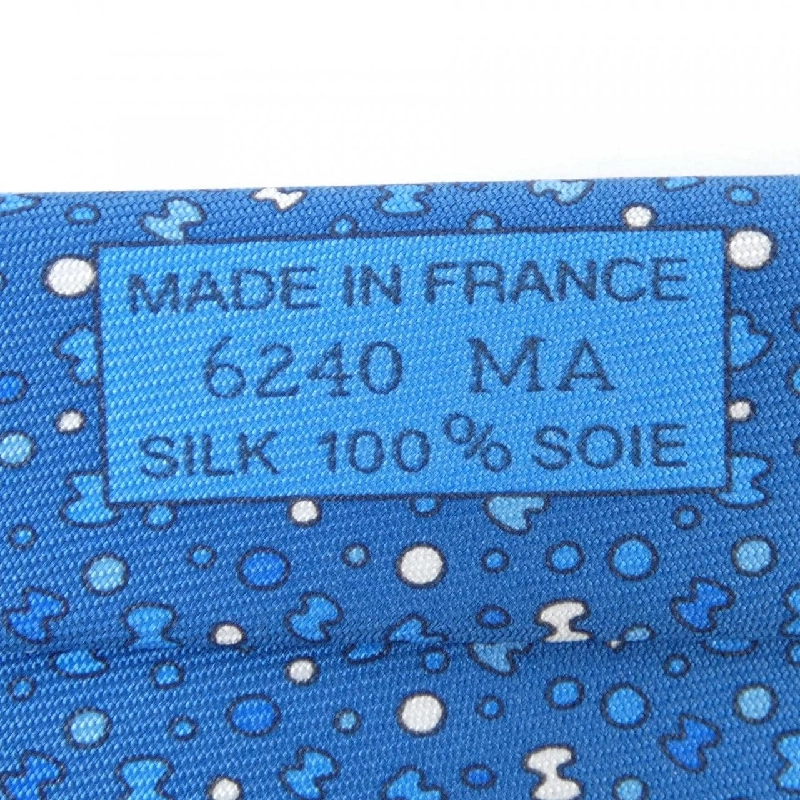 MADE IN FRANCE
6240 MA
SILK 100% SOIE